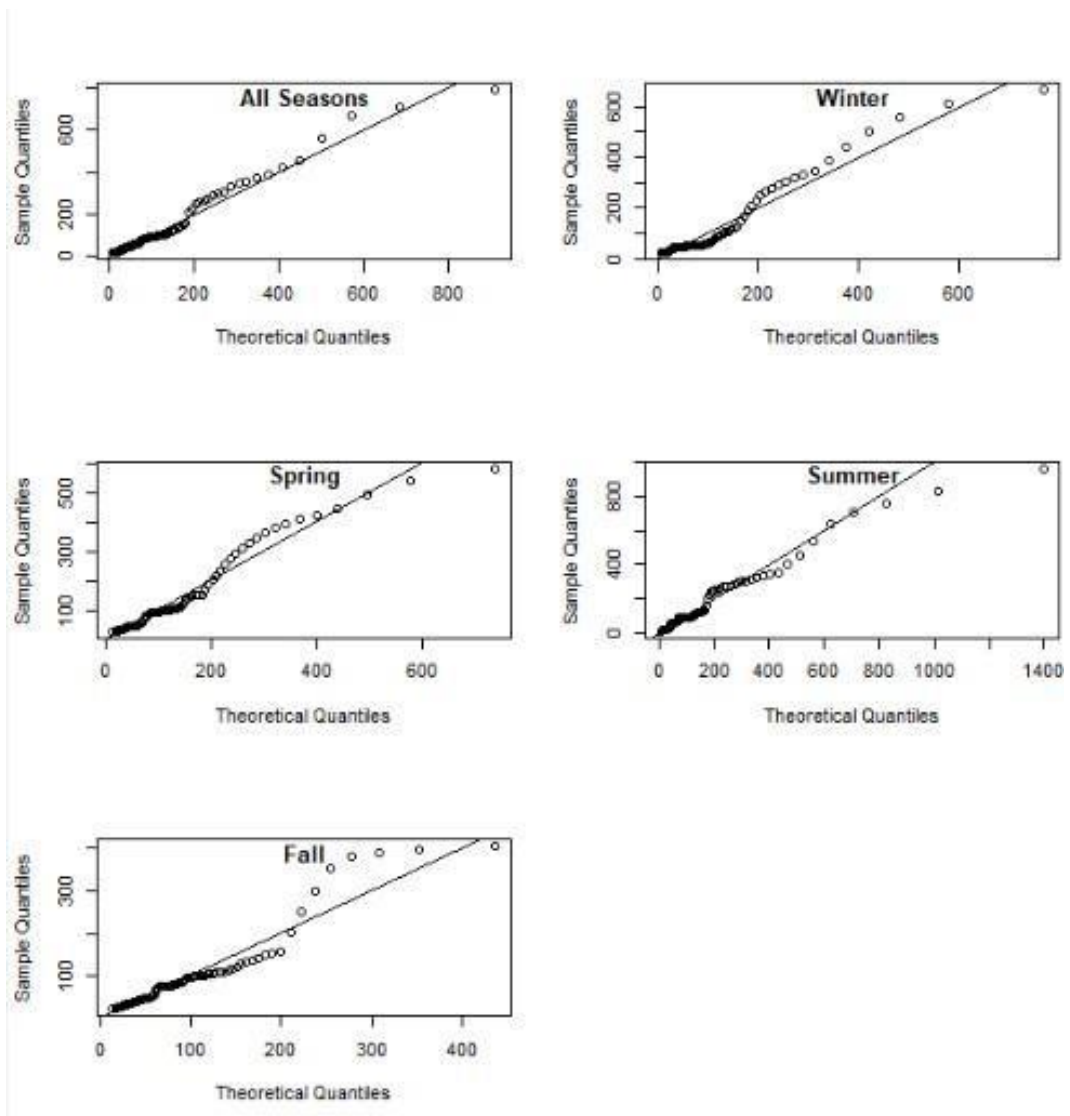 All Seasons
Sample Quantiles
600
200
0
0 200 400 600 800
Theoretical Quantiles
Winter
Sample Quantiles
600
400
200
0
0 200 400 600
Theoretical Quantiles
Spring
Sample Quantiles
500
300
100
0 200 400 600
Theoretical Quantiles
Summer
Sample Quantiles
800
400
0
0 200 400 600 800 1000 1400
Theoretical Quantiles
Fall
Sample Quantiles
300
100
0 100 200 300 400
Theoretical Quantiles